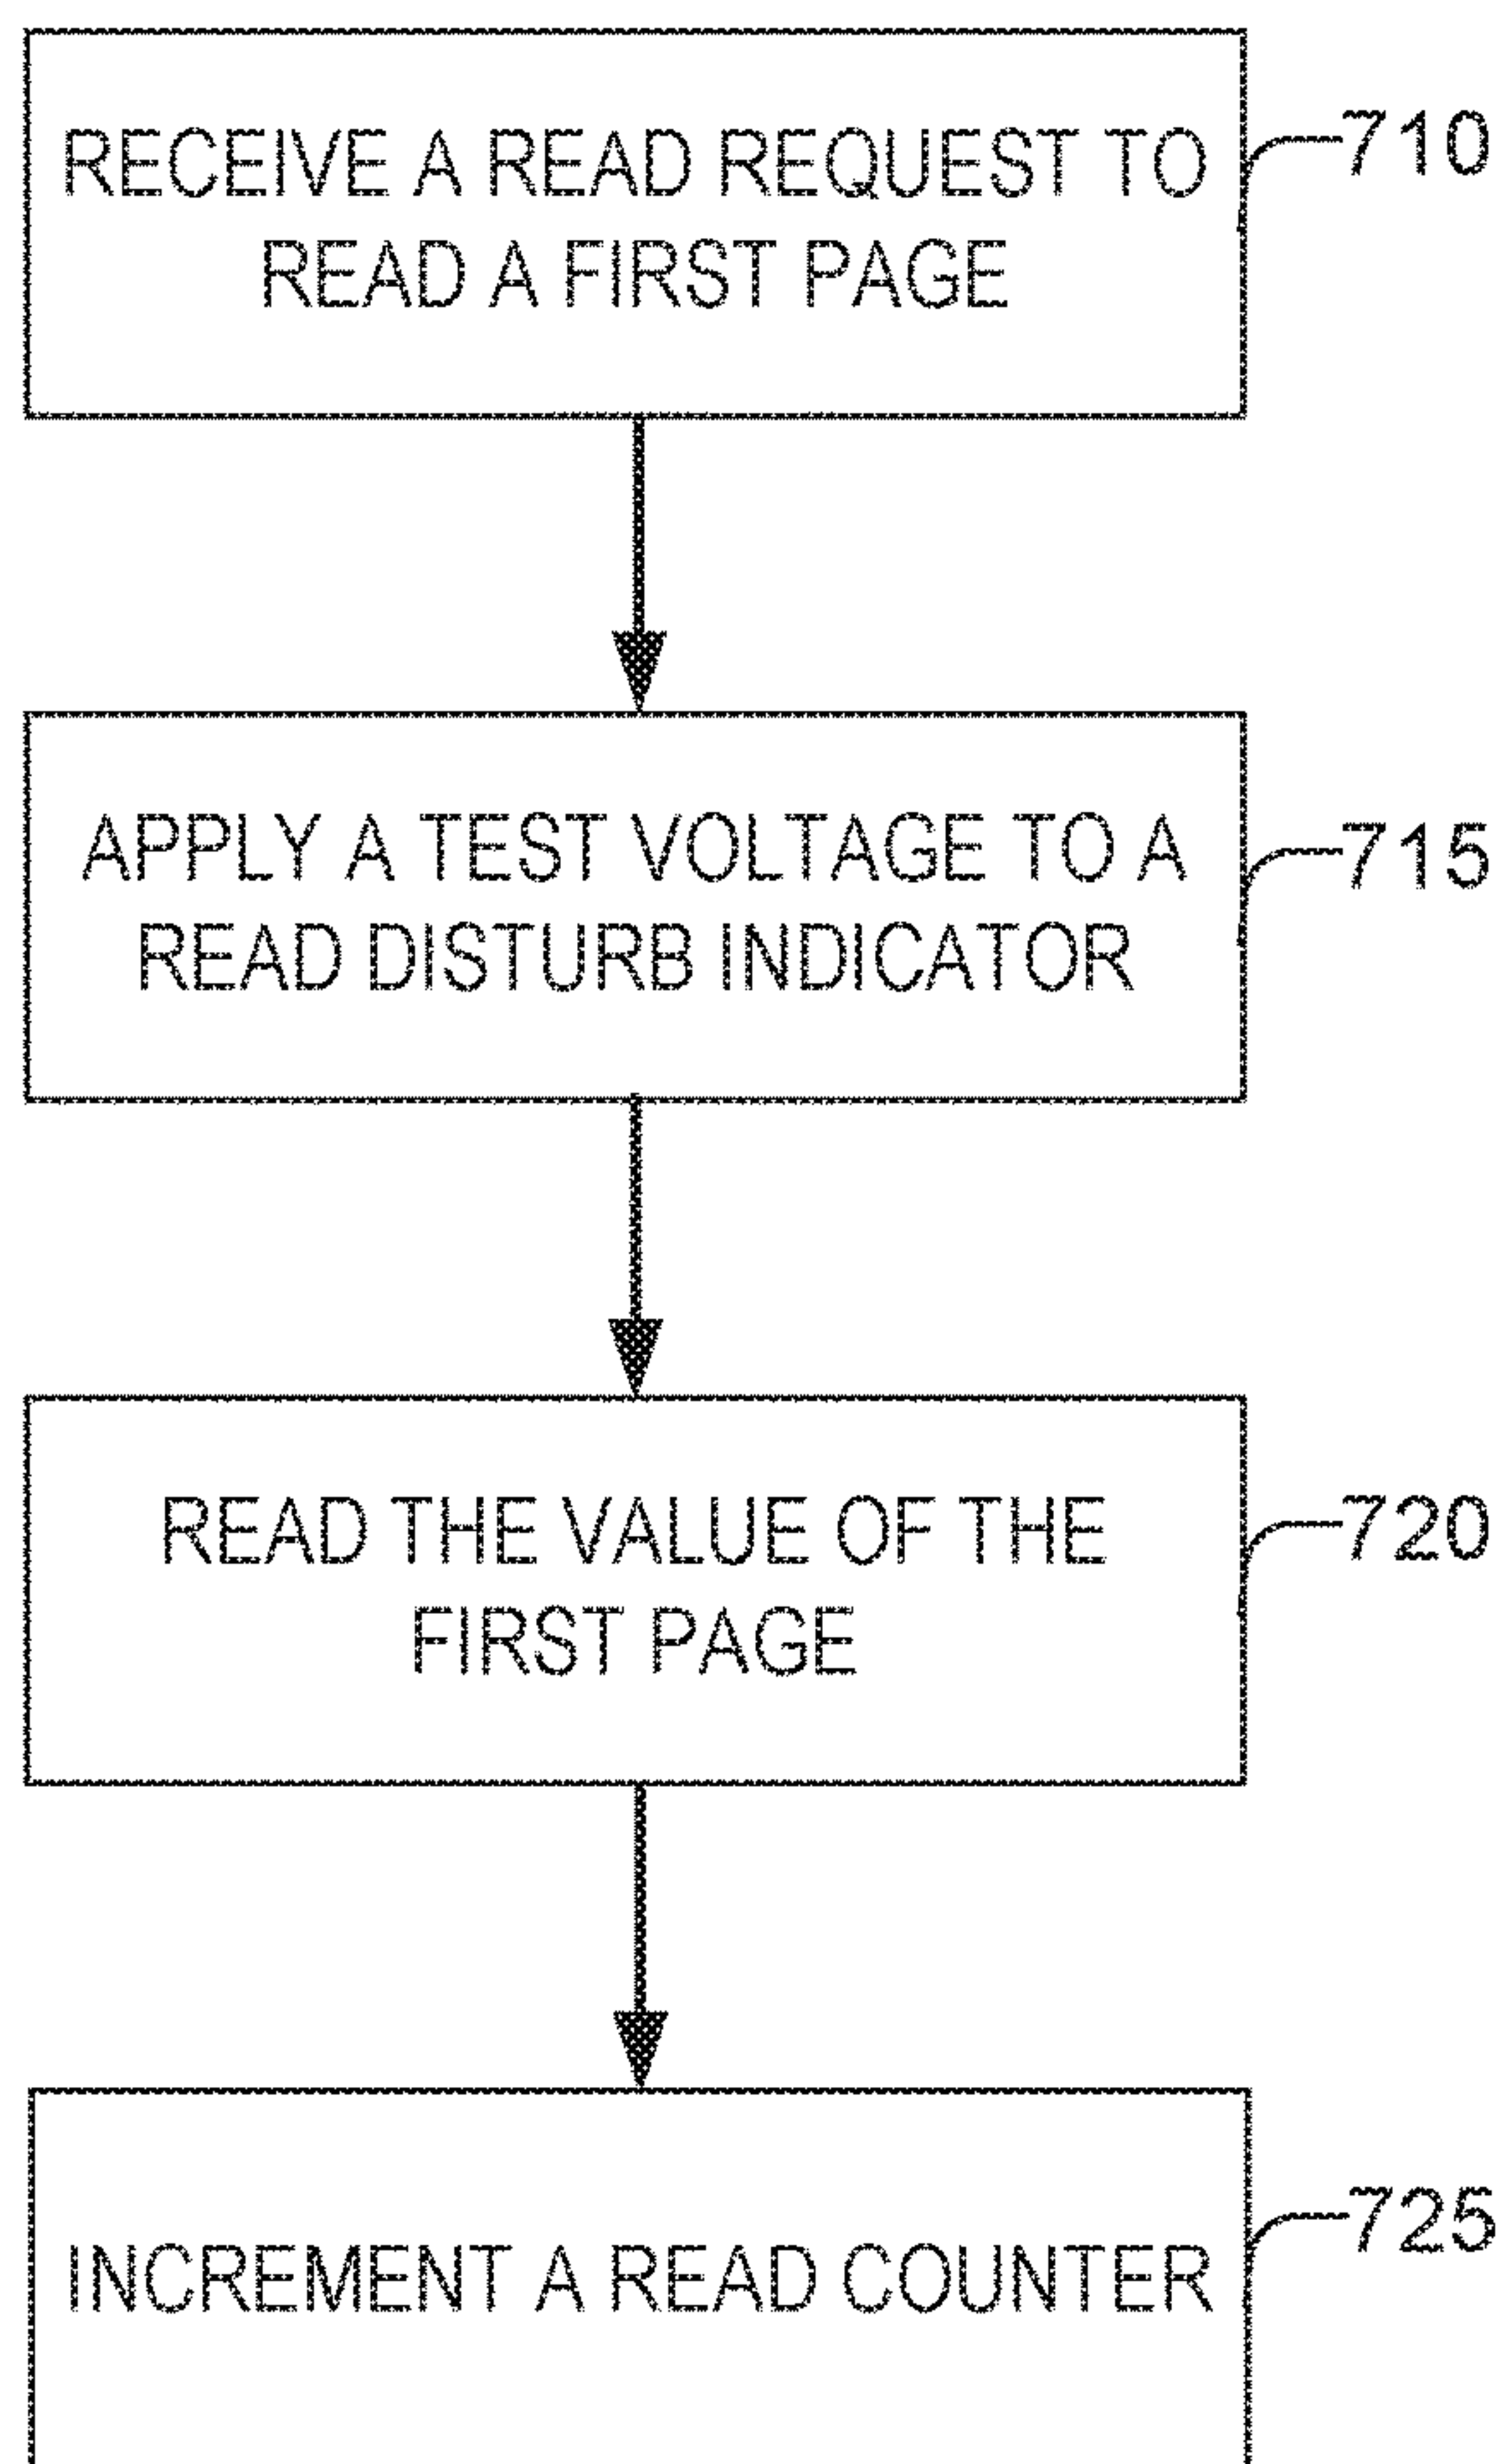 RECEIVE A READ REQUEST TO
READ A FIRST PAGE
710
APPLY A TEST VOLTAGE TO A
READ DISTURB INDICATOR
715
READ THE VALUE OF THE
FIRST PAGE
720
INCREMENT A READ COUNTER
725